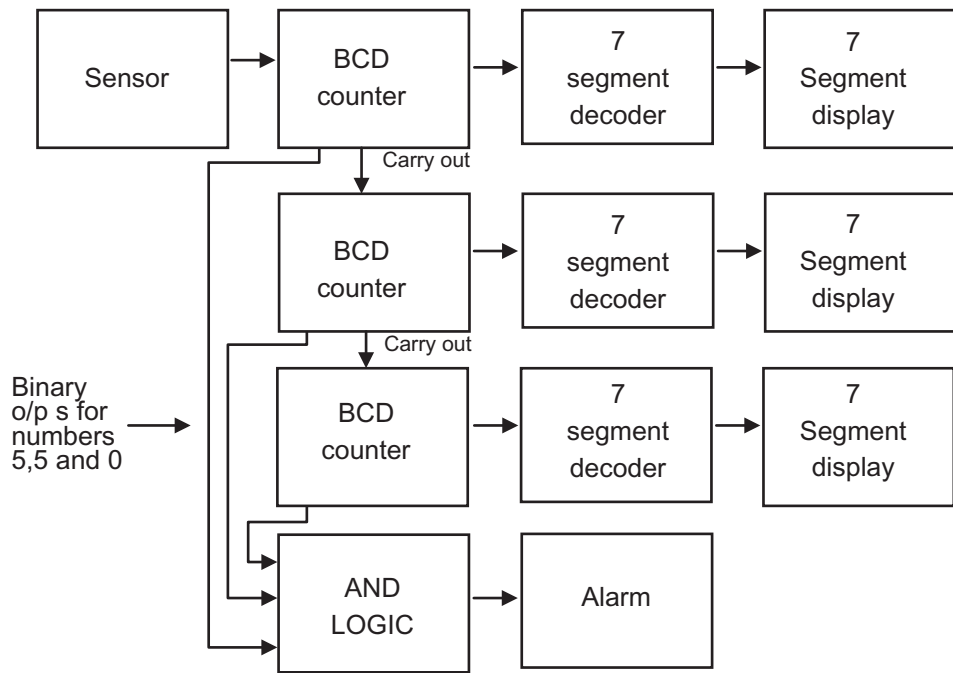 Sensor
BCD
counter
7
segment
decoder
7
Segment
display
Carry out
BCD
counter
7
segment
decoder
7
Segment
display
Carry out
Binary
o/p s for
numbers
5,5 and 0
BCD
counter
7
segment
decoder
7
Segment
display
AND
LOGIC
Alarm